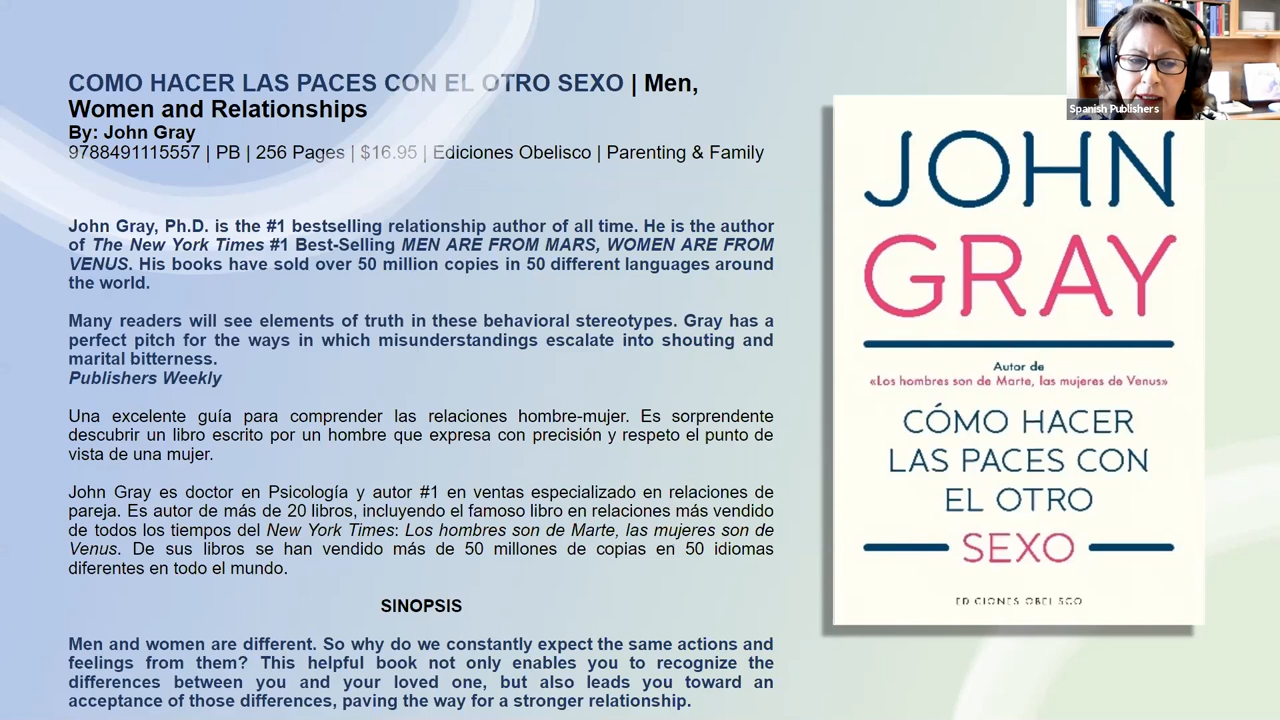 COMO HACER LAS PACES CON EL OTRO SEXO | Men,
Women and Relationships
By: John Gray
9788491115557 | PB | 256 Pages | $16.95 | Ediciones Obelisco | Parenting & Family
John Gray, Ph.D. is the #1 bestselling relationship author of all time. He is the author
of The New York Times #1 Best-Selling MEN ARE FROM MARS, WOMEN ARE FROM
VENUS. His books have sold over 50 million copies in 50 different languages around
the world.
Many readers will see elements of truth in these behavioral stereotypes. Gray has a
perfect pitch for the ways in which misunderstandings escalate into shouting and
marital bitterness.
Publishers Weekly
Una excelente guía para comprender las relaciones hombre-mujer. Es sorprendente
descubrir un libro escrito por un hombre que expresa con precisión y respeto el punto de
vista de una mujer.
John Gray es doctor en Psicología y autor #1 en ventas especializado en relaciones de
pareja. Es autor de más de 20 libros, incluyendo el famoso libro en relaciones más vendido
de todos los tiempos del New York Times: Los hombres son de Marte, las mujeres son de
Venus. De sus libros se han vendido más de 50 millones de copias en 50 idiomas
diferentes en todo el mundo.
SINOPSIS
Men and women are different. So why do we constantly expect the same actions and
feelings from them? This helpful book not only enables you to recognize the
differences between you and your loved one, but also leads you toward an
acceptance of those differences, paving the way for a stronger relationship.
Spanish Publishers
JOHN
GRAY
Autor de
«Los hombres son de Marte, las mujeres de Venus»
CÓMO HACER
LAS PACES CON
EL OTRO
SEXO
EDICIONES OBELISCO